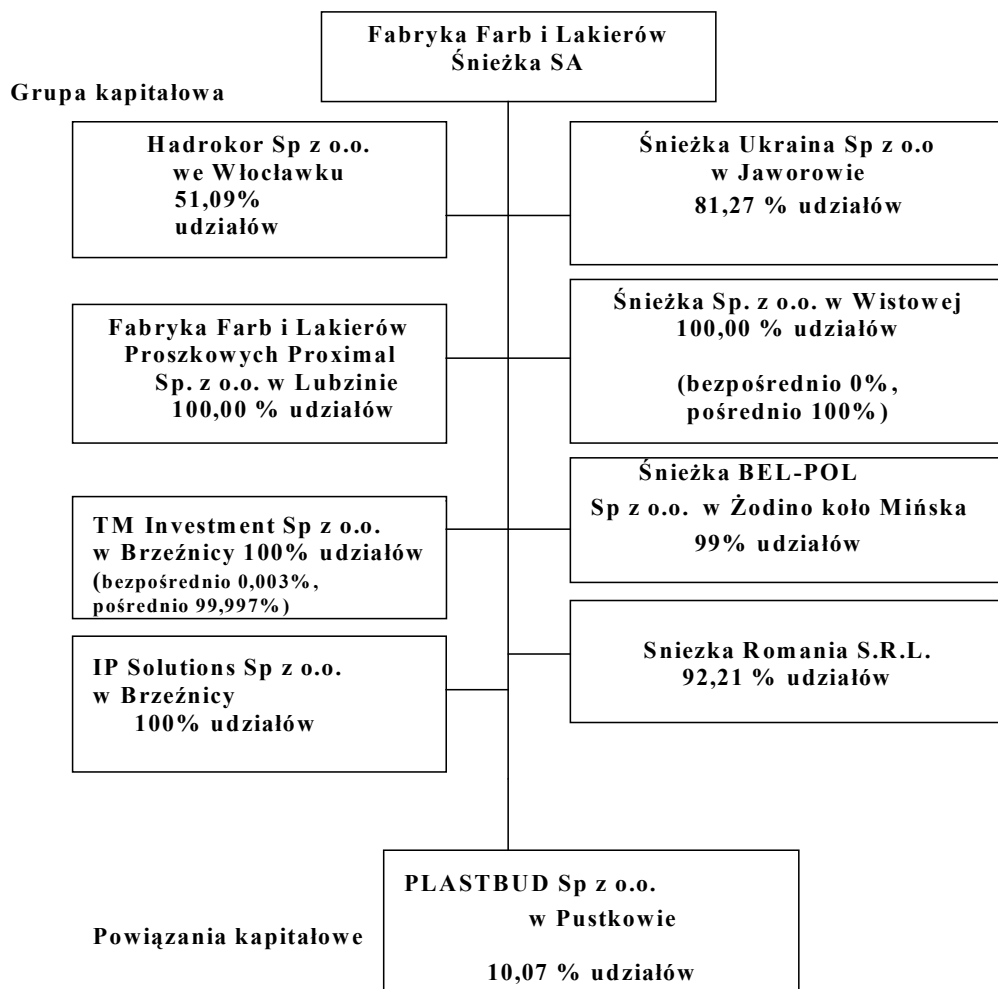 Fabryka Farb i Lakierów
Śnieżka SA
Grupa kapitałowa
Hadrokor Sp z o.o.
we Włocławku
51,09%
udziałów
Śnieżka Ukraina Sp z o.o
w Jaworowie
81,27 % udziałów
Fabryka Farb i Lakierów
Proszkowych Proximal
Sp. z o.o. w Lubzinie
100,00 % udziałów
Śnieżka Sp. z o.o. w Wistowej
100,00 % udziałów
(bezpośrednio 0%,
pośrednio 100%)
TM Investment Sp z o.o.
w Brzeźnicy 100% udziałów
(bezpośrednio 0,003%,
pośrednio 99,997%)
Śnieżka BEL-POL
Sp z o.o. w Żodino koło Mińska
99% udziałów
IP Solutions Sp z o.o.
w Brzeźnicy
100% udziałów
Sniezka Romania S.R.L.
92,21 % udziałów
PLASTBUD Sp z o.o.
w Pustkowie
10,07 % udziałów
Powiązania kapitałowe